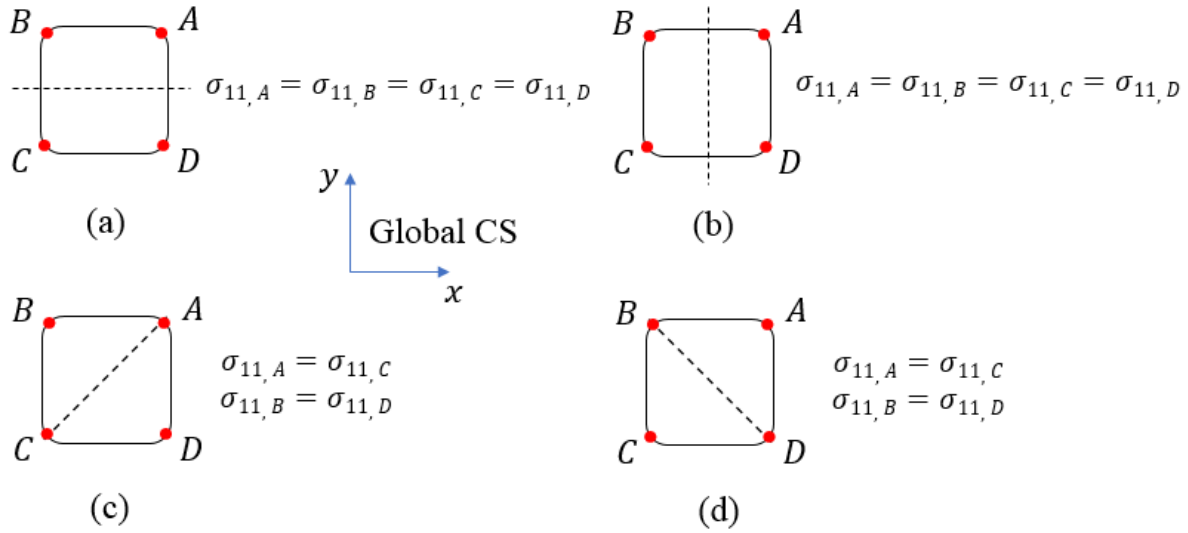 B A
σ₁₁, A = σ₁₁, B = σ₁₁, C = σ₁₁, D
C D
(a)
B A
σ₁₁, A = σ₁₁, B = σ₁₁, C = σ₁₁, D
C D
(b)
y
Global CS
x
B A
σ₁₁, A = σ₁₁, C
σ₁₁, B = σ₁₁, D
C D
(c)
B A
σ₁₁, A = σ₁₁, C
σ₁₁, B = σ₁₁, D
C D
(d)